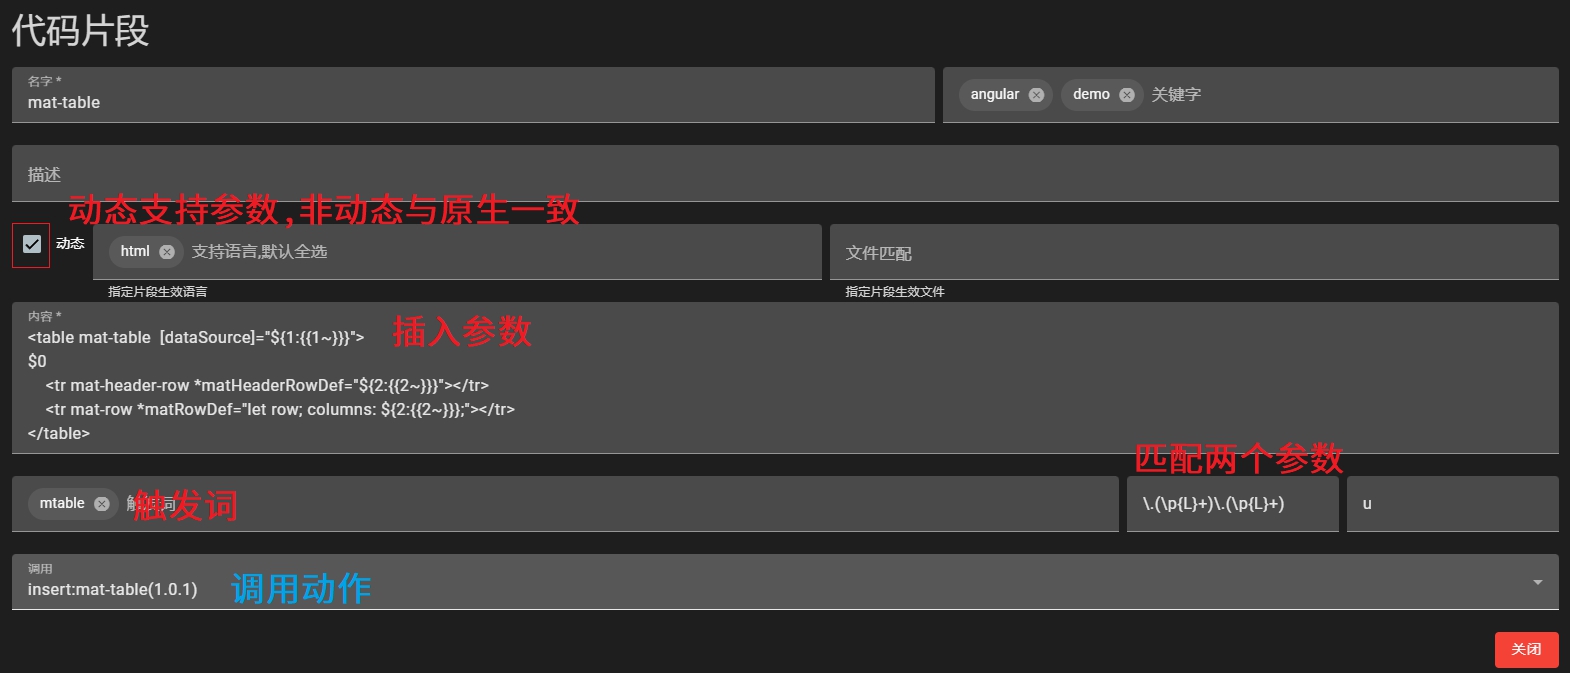 代码片段
名字 *
mat-table
angular demo 关键字
描述
动态支持参数,非动态与原生一致
动态
html 支持语言,默认全选
文件匹配
指定片段生效语言
指定片段生效文件
内容 *
<table mat-table  [dataSource]="${1:{{1~}}}">
插入参数
$0
<tr mat-header-row *matHeaderRowDef="${2:{{2~}}}"></tr>
<tr mat-row *matRowDef="let row; columns: ${2:{{2~}}};"></tr>
</table>
匹配两个参数
mtable
触发词
\.(\p{L}+)\.(\p{L}+)
u
调用
insert:mat-table(1.0.1)
调用动作
关闭